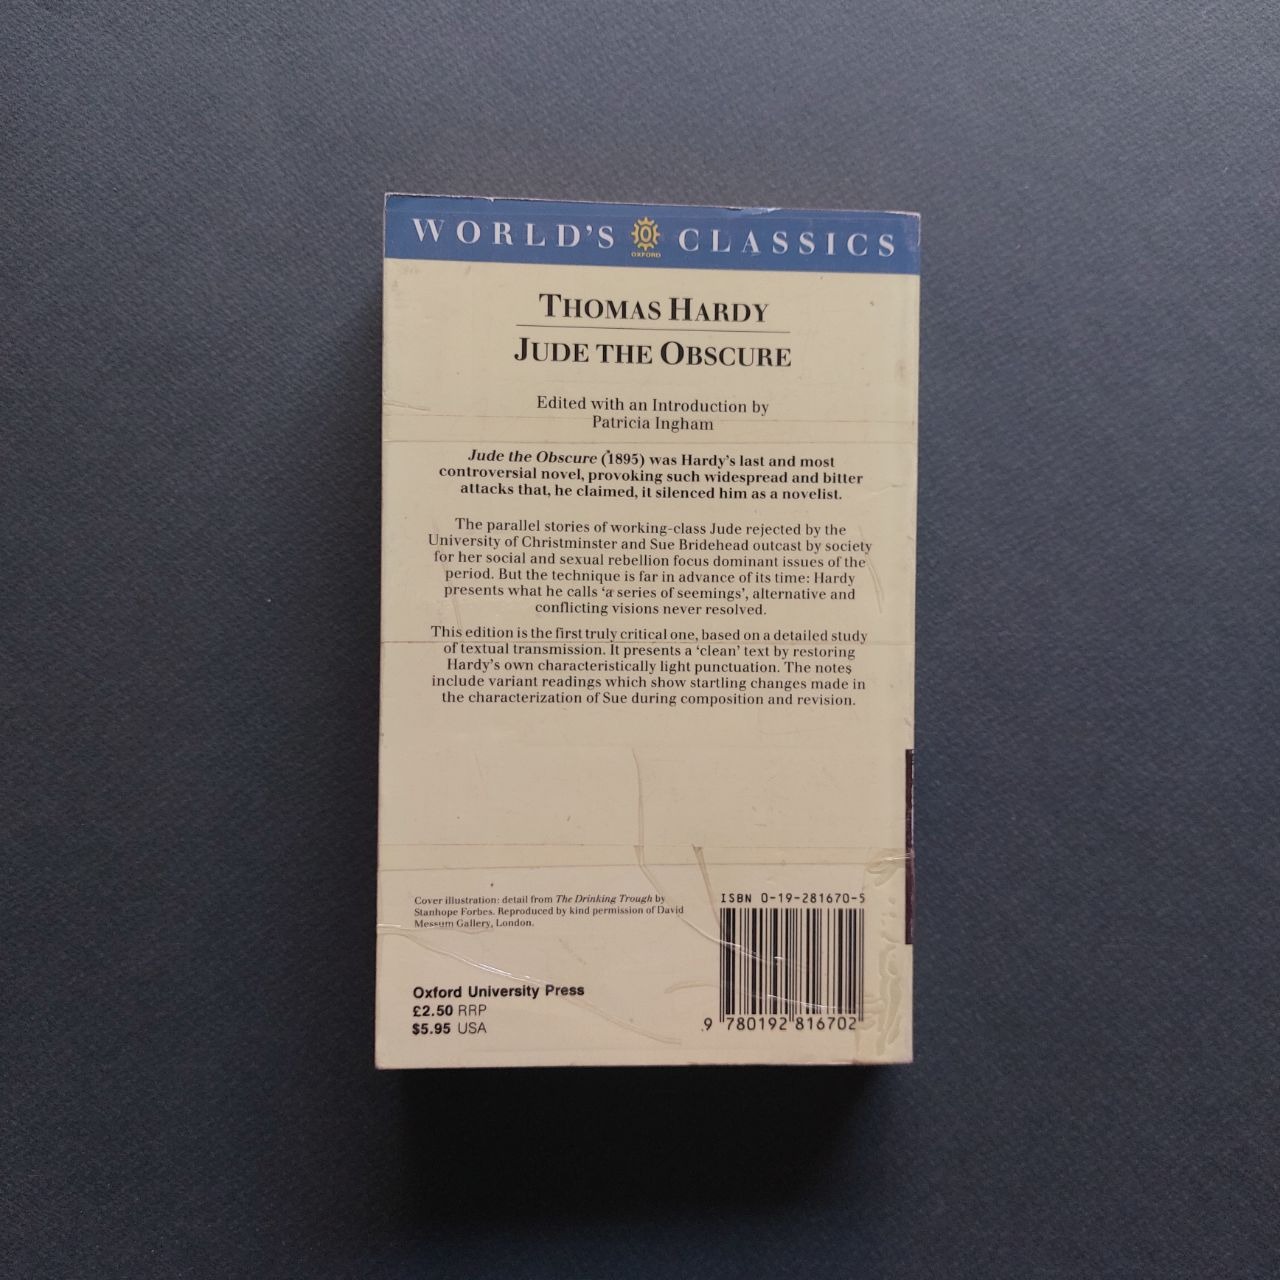 WORLD'S CLASSICS
OXFORD
THOMAS HARDY
JUDE THE OBSCURE
Edited with an Introduction by
Patricia Ingham
Jude the Obscure (1895) was Hardy's last and most
controversial novel, provoking such widespread and bitter
attacks that, he claimed, it silenced him as a novelist.
The parallel stories of working-class Jude rejected by the
University of Christminster and Sue Bridehead outcast by society
for her social and sexual rebellion focus dominant issues of the
period. But the technique is far in advance of its time: Hardy
presents what he calls 'a series of seemings', alternative and
conflicting visions never resolved.
This edition is the first truly critical one, based on a detailed study
of textual transmission. It presents a 'clean' text by restoring
Hardy's own characteristically light punctuation. The notes
include variant readings which show startling changes made in
the characterization of Sue during composition and revision.
Cover illustration: detail from The Drinking Trough by
Stanhope Forbes. Reproduced by kind permission of David
Messum Gallery, London.
ISBN 0-19-281670-5
Oxford University Press
£2.50 RRP
$5.95 USA
9 780192 816702